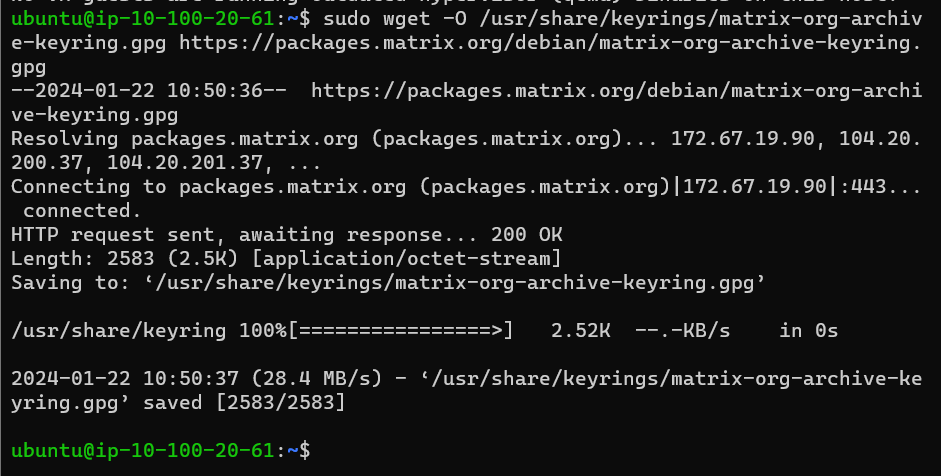 ubuntu@ip-10-100-20-61:~$ sudo wget -O /usr/share/keyrings/matrix-org-archiv
e-keyring.gpg https://packages.matrix.org/debian/matrix-org-archive-keyring.
gpg
--2024-01-22 10:50:36--  https://packages.matrix.org/debian/matrix-org-archi
ve-keyring.gpg
Resolving packages.matrix.org (packages.matrix.org)... 172.67.19.90, 104.20.
200.37, 104.20.201.37, ...
Connecting to packages.matrix.org (packages.matrix.org)|172.67.19.90|:443...
 connected.
HTTP request sent, awaiting response... 200 OK
Length: 2583 (2.5K) [application/octet-stream]
Saving to: ‘/usr/share/keyrings/matrix-org-archive-keyring.gpg’
/usr/share/keyring 100%[================>]   2.52K  --.-KB/s    in 0s
2024-01-22 10:50:37 (28.4 MB/s) - ‘/usr/share/keyrings/matrix-org-archive-ke
yring.gpg’ saved [2583/2583]
ubuntu@ip-10-100-20-61:~$